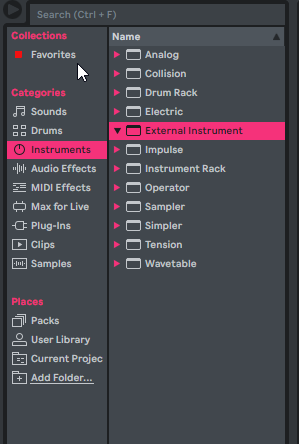 Search (Ctrl + F)
Collections
Favorites
Categories
Sounds
Drums
Instruments
Audio Effects
MIDI Effects
Max for Live
Plug-Ins
Clips
Samples
Places
Packs
User Library
Current Projec
Add Folder...
Name
Analog
Collision
Drum Rack
Electric
External Instrument
Impulse
Instrument Rack
Operator
Sampler
Simpler
Tension
Wavetable